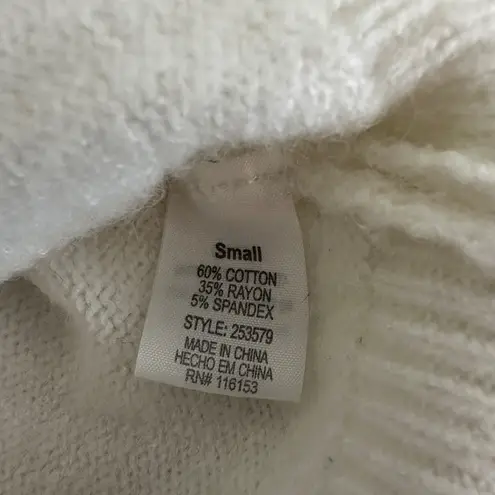 Small
60% COTTON
35% RAYON
5% SPANDEX
STYLE: 253579
MADE IN CHINA
HECHO EM CHINA
RN# 116153